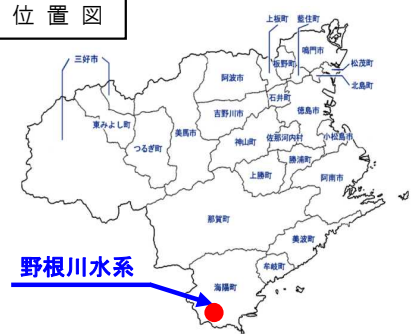 位置図
上板町
藍住町
鳴門市
三好市
板野町
松茂町
阿波市
北島町
石井町
徳島市
吉野川市
東みよし町
美馬市
つるぎ町
神山町
佐那河内村
小松島市
勝浦町
上勝町
阿南市
那賀町
美波町
野根川水系
牟岐町
海陽町